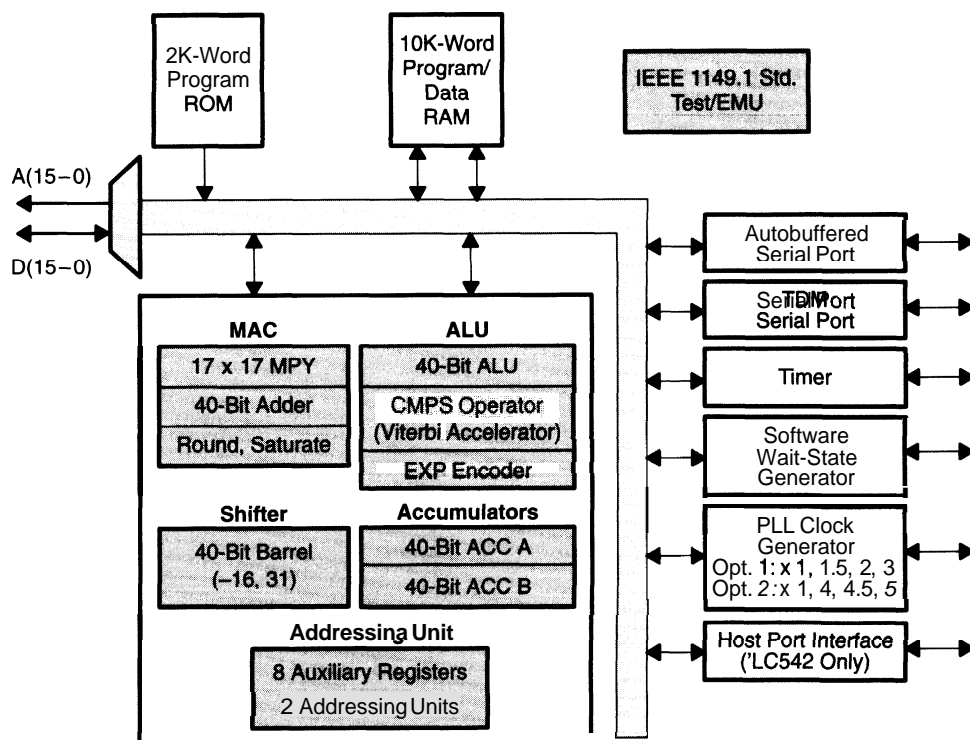 2K-Word
Program
ROM
10K-Word
Program/
Data
RAM
IEEE 1149.1 Std.
Test/EMU
A(15–0)
D(15–0)
MAC
17 x 17 MPY
40-Bit Adder
Round, Saturate
ALU
40-Bit ALU
CMPS Operator
(Viterbi Accelerator)
EXP Encoder
Shifter
40-Bit Barrel
(–16, 31)
Accumulators
40-Bit ACC A
40-Bit ACC B
Addressing Unit
8 Auxiliary Registers
2 Addressing Units
Autobuffered
Serial Port
TDM
Serial Port
Serial Port
Timer
Software
Wait-State
Generator
PLL Clock
Generator
Opt. 1: x 1, 1.5, 2, 3
Opt. 2: x 1, 4, 4.5, 5
Host Port Interface
('LC542 Only)